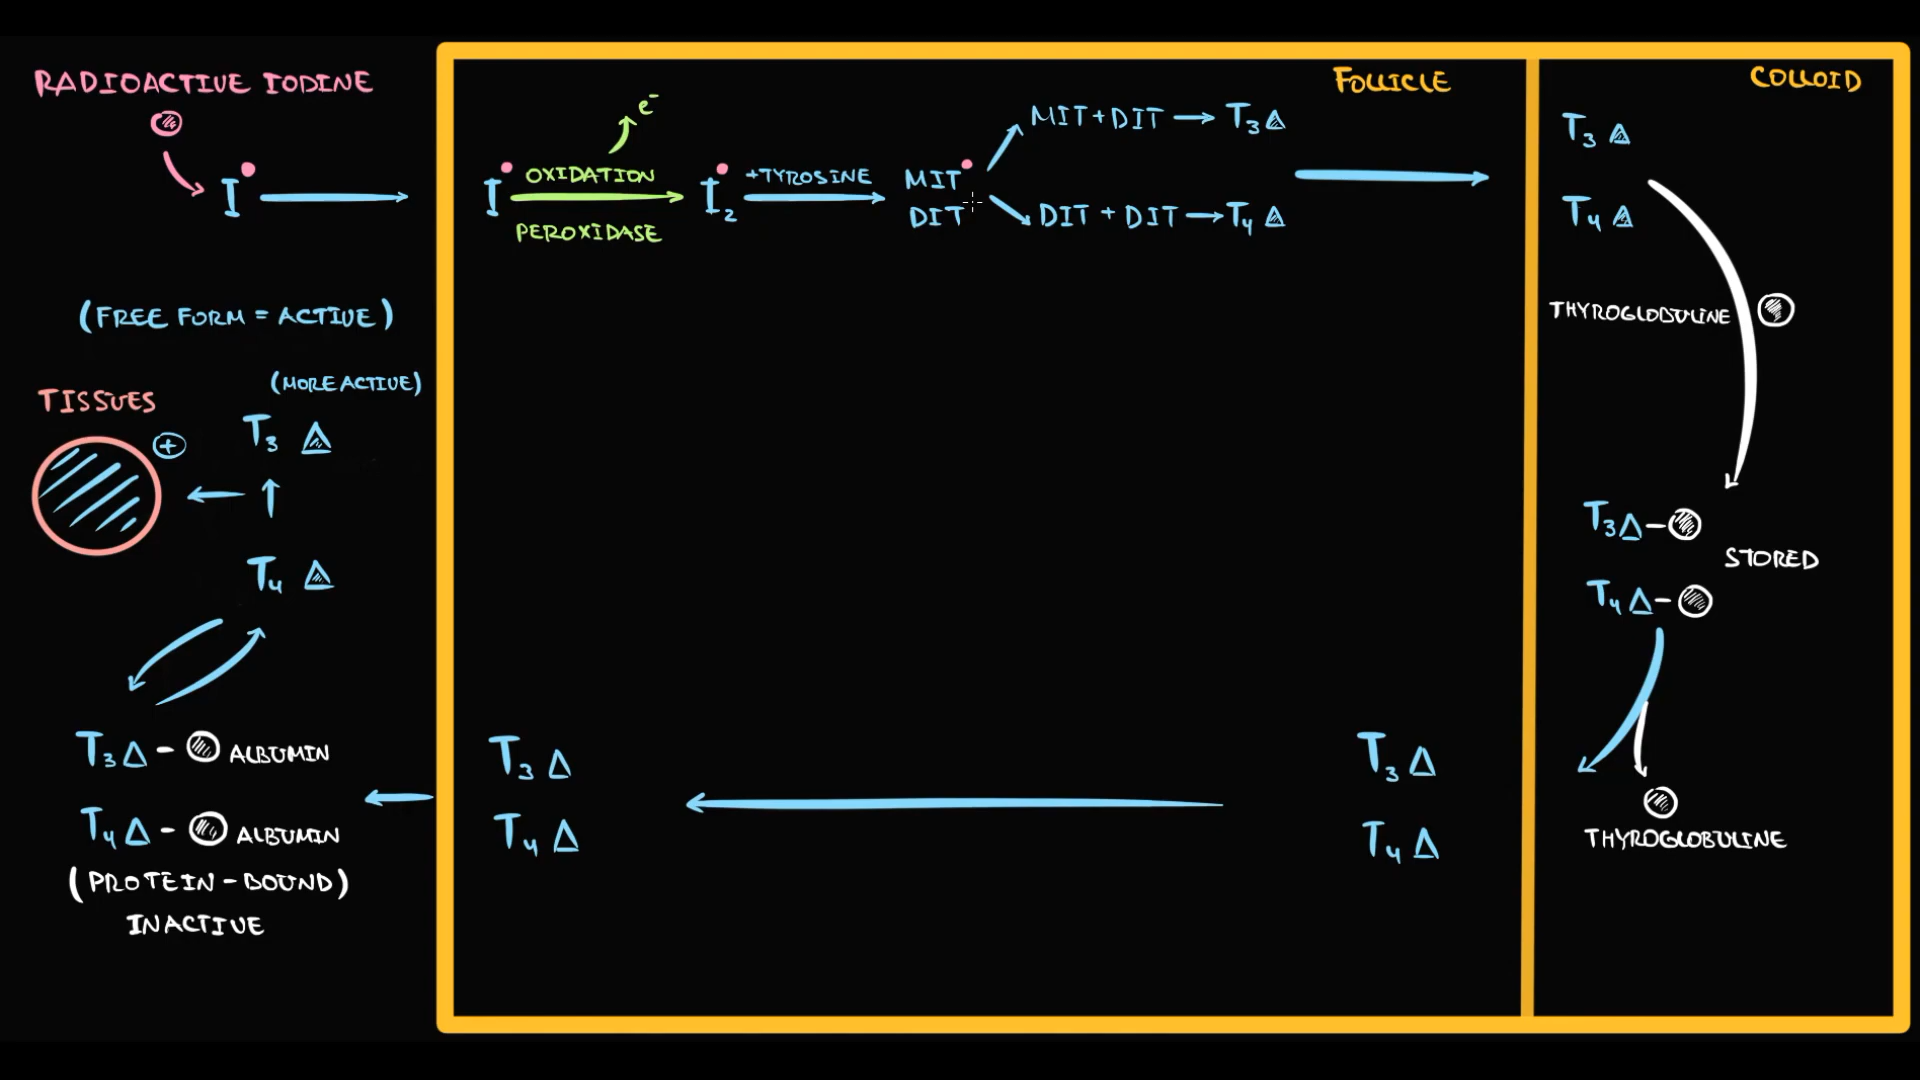 RADIOACTIVE IODINE
I
I
OXIDATION
e-
PEROXIDASE
I2
+TYROSINE
MIT
DIT
MIT+DIT → T3
DIT + DIT → T4
FOLLICLE
COLLOID
T3
T4
THYROGLOBULINE
T3 -
STORED
T4 -
THYROGLOBULINE
T3
T4
T3
T4
(FREE FORM = ACTIVE)
(MORE ACTIVE)
TISSUES
+
T3
T4
T3 - ALBUMIN
T4 - ALBUMIN
(PROTEIN-BOUND)
INACTIVE